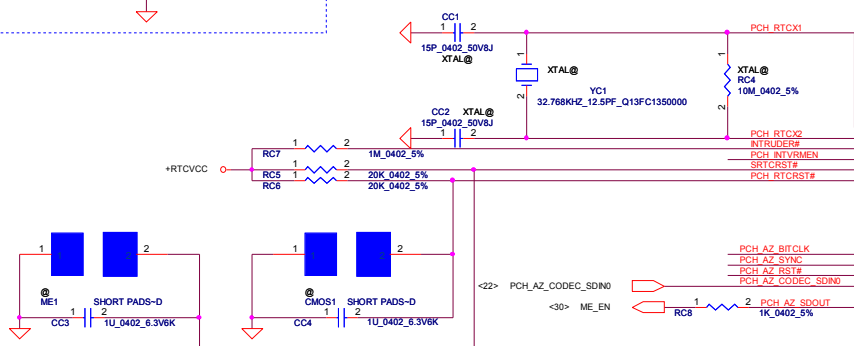 CC1
1 2
15P_0402_50V8J
XTAL@
PCH_RTCX1
1
XTAL@
2
YC1
32.768KHZ_12.5PF_Q13FC1350000
1
XTAL@
RC4
10M_0402_5%
2
CC2 XTAL@
15P_0402_50V8J
1 2
PCH_RTCX2
INTRUDER#
PCH_INTVRMEN
SRTCRST#
PCH_RTCRST#
+RTCVCC
RC7 1 2 1M_0402_5%
RC5 1 2 20K_0402_5%
RC6 1 2 20K_0402_5%
1 2
1 2
@
ME1 SHORT PADS~D
CC3 1 2 1U_0402_6.3V6K
1 2
1 2
@
CMOS1 SHORT PADS~D
CC4 1 2 1U_0402_6.3V6K
PCH_AZ_BITCLK
PCH_AZ_SYNC
PCH_AZ_RST#
PCH_AZ_CODEC_SDIN0
<22> PCH_AZ_CODEC_SDIN0
<30> ME_EN
RC8 1 2 1K_0402_5%
PCH_AZ_SDOUT